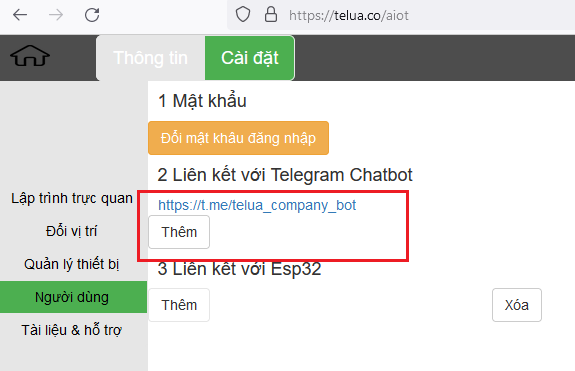 https://telua.co/aiot
Thông tin
Cài đặt
1 Mật khẩu
Đổi mật khẩu đăng nhập
2 Liên kết với Telegram Chatbot
https://t.me/telua_company_bot
Thêm
3 Liên kết với Esp32
Thêm
Xóa
Lập trình trực quan
Đổi vị trí
Quản lý thiết bị
Người dùng
Tài liệu & hỗ trợ